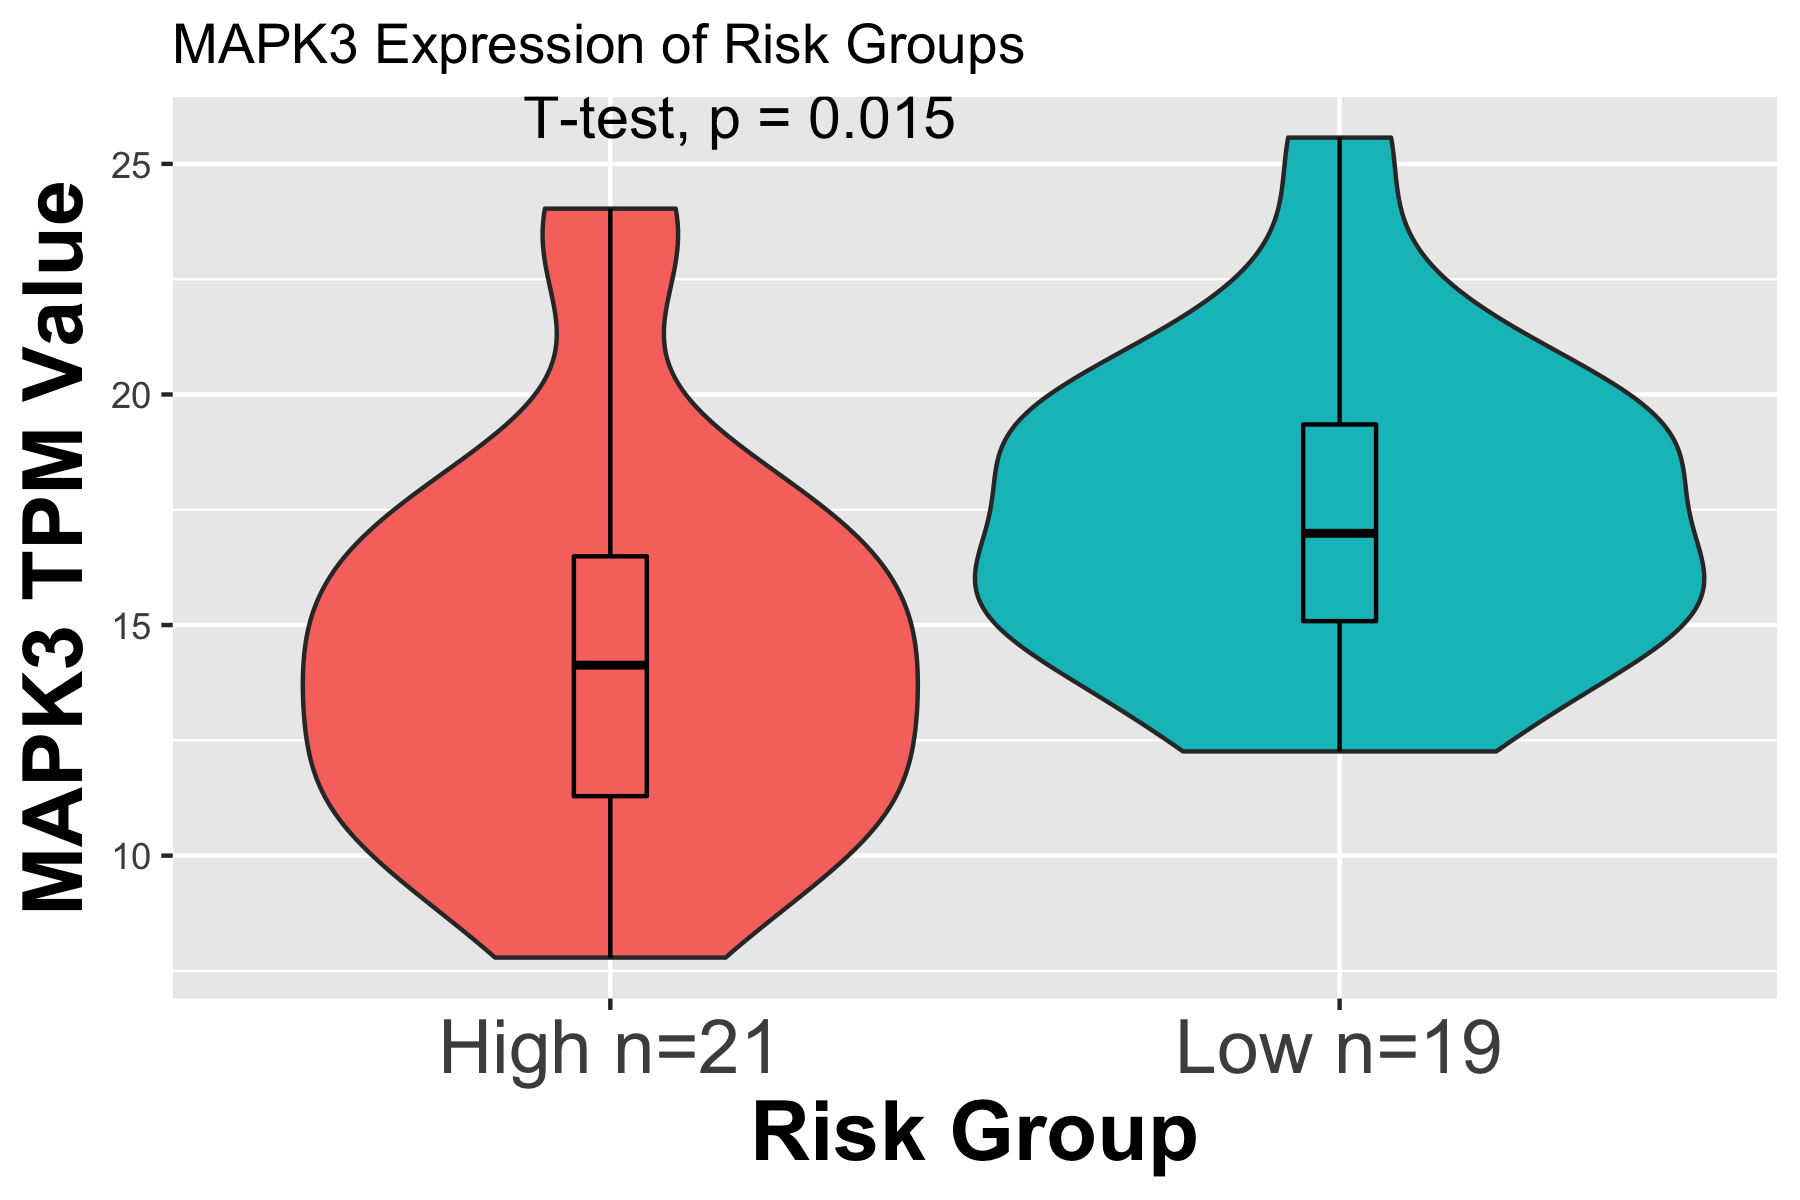 MAPK3 Expression of Risk Groups
T-test, p = 0.015
MAPK3 TPM Value
25
20
15
10
High n=21
Low n=19
Risk Group